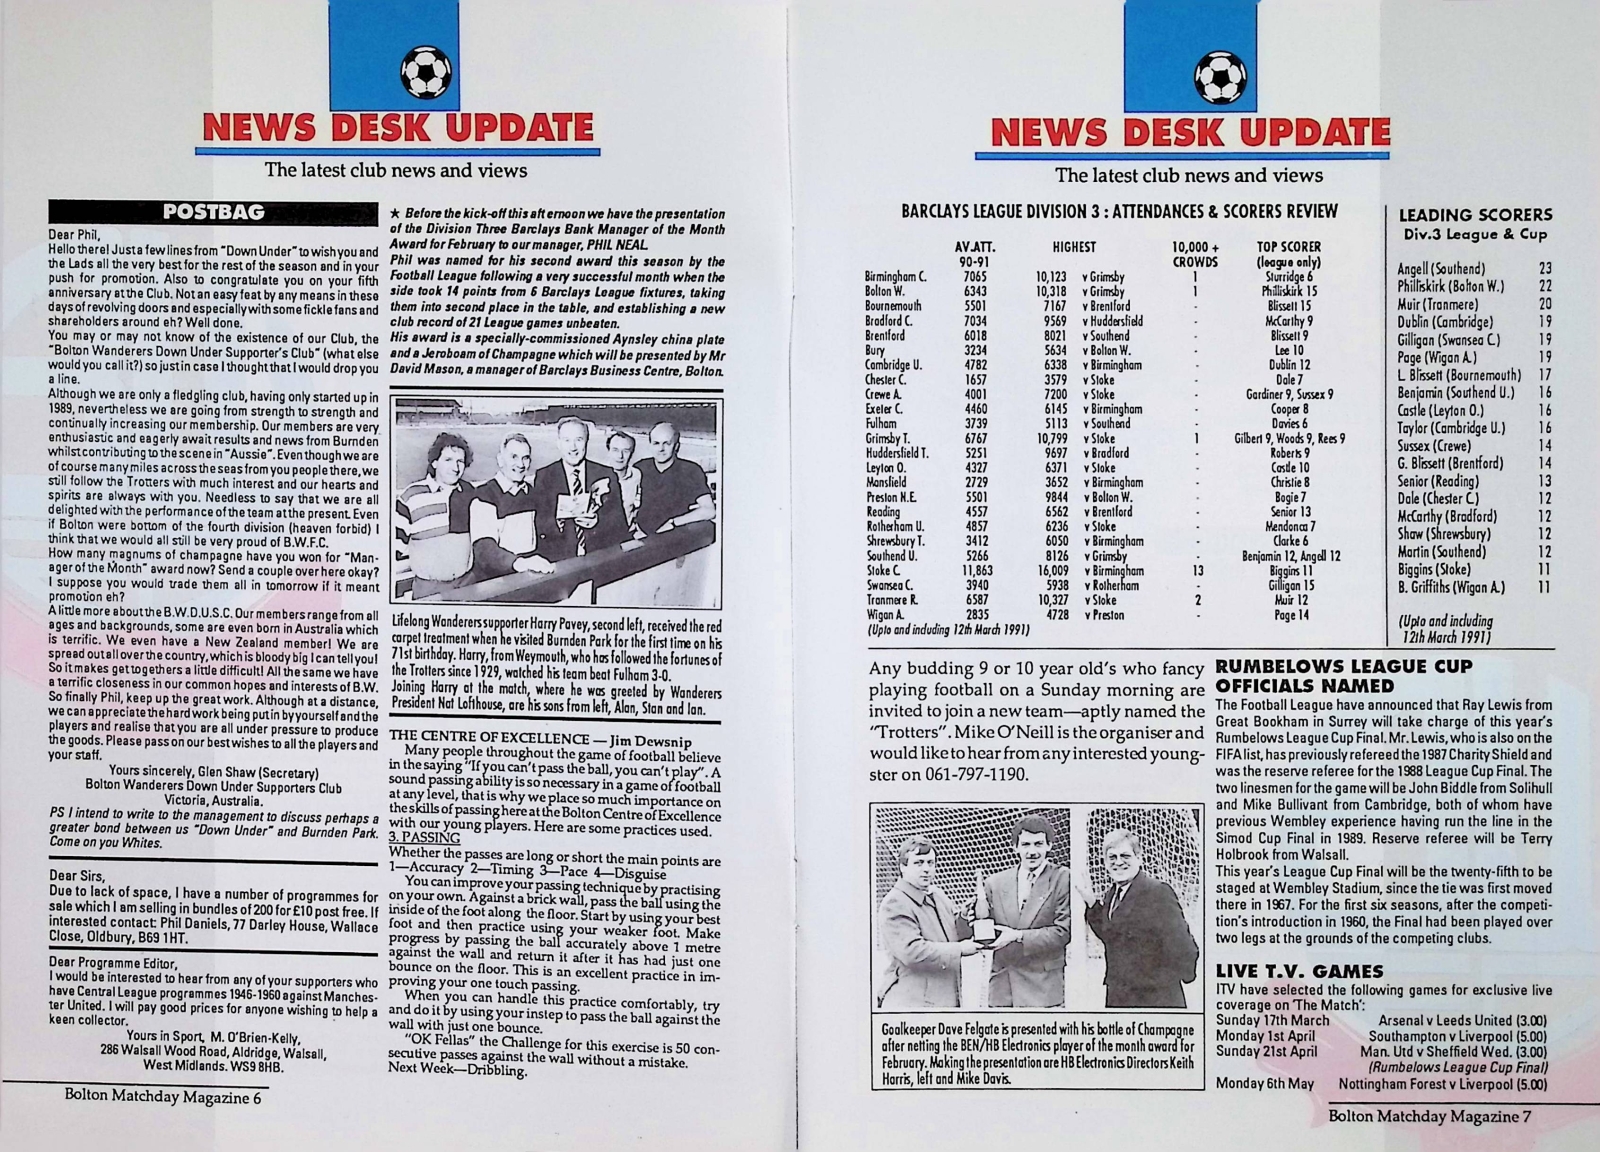 NEWS DESK UPDATE
The latest club news and views
POSTBAG
Dear Phil,
Hello there! Just a few lines from "Down Under" to wish you and
the Lads all the very best for the rest of the season and in your
push for promotion. Also to congratulate you on your fifth
anniversary at the Club. Not an easy feat by any means in these
days of revolving doors and especially with some fickle fans and
shareholders around eh? Well done.
You may or may not know of the existence of our Club, the
"Bolton Wanderers Down Under Supporter's Club" (what else
would you call it?) so just in case I thought that I would drop you
a line.
Although we are only a fledgling club, having only started up in
1989, nevertheless we are going from strength to strength and
continually increasing our membership. Our members are very
enthusiastic and eagerly await results and news from Burnden
whilst contributing to the scene in "Aussie". Even though we are
of course many miles across the seas from you people there, we
still follow the Trotters with much interest and our hearts and
spirits are always with you. Needless to say that we are all
delighted with the performance of the team at the present. Even
if Bolton were bottom of the fourth division (heaven forbid) I
think that we would all still be very proud of B.W.F.C.
How many magnums of champagne have you won for "Man-
ager of the Month" award now? Send a couple over here okay?
I suppose you would trade them all in tomorrow if it meant
promotion eh?
A little more about the B.W.D.U.S.C. Our members range from all
ages and backgrounds, some are even born in Australia which
is terrific. We even have a New Zealand member! We are
spread out all over the country, which is bloody big I can tell you!
So it makes get togethers a little difficult! All the same we have
a terrific closeness in our common hopes and interests of B.W.
So finally Phil, keep up the great work. Although at a distance,
we can appreciate the hard work being put in by yourself and the
players and realise that you are all under pressure to produce
the goods. Please pass on our best wishes to all the players and
your staff.
Yours sincerely, Glen Shaw (Secretary)
Bolton Wanderers Down Under Supporters Club
Victoria, Australia.
PS I intend to write to the management to discuss perhaps a
greater bond between us "Down Under" and Burnden Park.
Come on you Whites.
Dear Sirs,
Due to lack of space, I have a number of programmes for
sale which I am selling in bundles of 200 for £10 post free. If
interested contact: Phil Daniels, 77 Darley House, Wallace
Close, Oldbury, B69 1HT.
Dear Programme Editor,
I would be interested to hear from any of your supporters who
have Central League programmes 1946-1960 against Manches-
ter United. I will pay good prices for anyone wishing to help a
keen collector.
Yours in Sport, M. O'Brien-Kelly,
286 Walsall Wood Road, Aldridge, Walsall,
West Midlands. WS9 8HB.
Bolton Matchday Magazine 6
★ Before the kick-off this aft ernoon we have the presentation
of the Division Three Barclays Bank Manager of the Month
Award for February to our manager, PHIL NEAL.
Phil was named for his second award this season by the
Football League following a very successful month when the
side took 14 points from 6 Barclays League fixtures, taking
them into second place in the table, and establishing a new
club record of 21 League games unbeaten.
His award is a specially-commissioned Aynsley china plate
and a Jeroboam of Champagne which will be presented by Mr
David Mason, a manager of Barclays Business Centre, Bolton.
Lifelong Wanderers supporter Harry Pavey, second left, received the red
carpet treatment when he visited Burnden Park for the first time on his
71st birthday. Harry, from Weymouth, who has followed the fortunes of
the Trotters since 1929, watched his team beat Fulham 3-0.
Joining Harry at the match, where he was greeted by Wanderers
President Nat Lofthouse, are his sons from left, Alan, Stan and Ian.
THE CENTRE OF EXCELLENCE — Jim Dewsnip
Many people throughout the game of football believe
in the saying "If you can't pass the ball, you can't play". A
sound passing ability is so necessary in a game of football
at any level, that is why we place so much importance on
the skills of passing here at the Bolton Centre of Excellence
with our young players. Here are some practices used.
3. PASSING
Whether the passes are long or short the main points are
1—Accuracy 2—Timing 3—Pace 4—Disguise
You can improve your passing technique by practising
on your own. Against a brick wall, pass the ball using the
inside of the foot along the floor. Start by using your best
foot and then practice using your weaker foot. Make
progress by passing the ball accurately above 1 metre
against the wall and return it after it has had just one
bounce on the floor. This is an excellent practice in im-
proving your one touch passing.
When you can handle this practice comfortably, try
and do it by using your instep to pass the ball against the
wall with just one bounce.
"OK Fellas" the Challenge for this exercise is 50 con-
secutive passes against the wall without a mistake.
Next Week—Dribbling.
NEWS DESK UPDATE
The latest club news and views
BARCLAYS LEAGUE DIVISION 3 : ATTENDANCES & SCORERS REVIEW
AV.ATT. HIGHEST 10,000 + TOP SCORER
90-91 CROWDS (league only)
Birmingham C. 7065 10,123 v Grimsby 1 Sturridge 6
Bolton W. 6343 10,318 v Grimsby 1 Philliskirk 15
Bournemouth 5501 7167 v Brentford - Blissett 15
Bradford C. 7034 9569 v Huddersfield - McCarthy 9
Brentford 6018 8021 v Southend - Blissett 9
Bury 3234 5634 v Bolton W. - Lee 10
Cambridge U. 4782 6338 v Birmingham - Dublin 12
Chester C. 1657 3579 v Stoke - Dale 7
Crewe A. 4001 7200 v Stoke - Gardiner 9, Sussex 9
Exeter C. 4460 6145 v Birmingham - Cooper 8
Fulham 3739 5113 v Southend - Davies 6
Grimsby T. 6767 10,799 v Stoke 1 Gilbert 9, Woods 9, Rees 9
Huddersfield T. 5251 9697 v Bradford - Roberts 9
Leyton O. 4327 6371 v Stoke - Castle 10
Mansfield 2729 3652 v Birmingham - Christie 8
Preston N.E. 5501 9844 v Bolton W. - Bogie 7
Reading 4557 6562 v Brentford - Senior 13
Rotherham U. 4857 6236 v Stoke - Mendonca 7
Shrewsbury T. 3412 6050 v Birmingham - Clarke 6
Southend U. 5266 8126 v Grimsby - Benjamin 12, Angell 12
Stoke C. 11,863 16,009 v Birmingham 13 Biggins 11
Swansea C. 3940 5938 v Rotherham - Gilligan 15
Tranmere R. 6587 10,327 v Stoke 2 Muir 12
Wigan A. 2835 4728 v Preston - Page 14
(Upto and including 12th March 1991)
LEADING SCORERS
Div.3 League & Cup
Angell (Southend) 23
Philliskirk (Bolton W.) 22
Muir (Tranmere) 20
Dublin (Cambridge) 19
Gilligan (Swansea C.) 19
Page (Wigan A.) 19
L. Blissett (Bournemouth) 17
Benjamin (Southend U.) 16
Castle (Leyton O.) 16
Taylor (Cambridge U.) 16
Sussex (Crewe) 14
G. Blissett (Brentford) 14
Senior (Reading) 13
Dale (Chester C.) 12
McCarthy (Bradford) 12
Shaw (Shrewsbury) 12
Martin (Southend) 12
Biggins (Stoke) 11
B. Griffiths (Wigan A.) 11
(Upto and including
12th March 1991)
Any budding 9 or 10 year old's who fancy
playing football on a Sunday morning are
invited to join a new team—aptly named the
"Trotters". Mike O'Neill is the organiser and
would like to hear from any interested young-
ster on 061-797-1190.
Goalkeeper Dave Felgate is presented with his bottle of Champagne
after netting the BEN/HB Electronics player of the month award for
February. Making the presentation are HB Electronics Directors Keith
Harris, left and Mike Davis.
RUMBELOWS LEAGUE CUP
OFFICIALS NAMED
The Football League have announced that Ray Lewis from
Great Bookham in Surrey will take charge of this year's
Rumbelows League Cup Final. Mr. Lewis, who is also on the
FIFA list, has previously refereed the 1987 Charity Shield and
was the reserve referee for the 1988 League Cup Final. The
two linesmen for the game will be John Biddle from Solihull
and Mike Bullivant from Cambridge, both of whom have
previous Wembley experience having run the line in the
Simod Cup Final in 1989. Reserve referee will be Terry
Holbrook from Walsall.
This year's League Cup Final will be the twenty-fifth to be
staged at Wembley Stadium, since the tie was first moved
there in 1967. For the first six seasons, after the competi-
tion's introduction in 1960, the Final had been played over
two legs at the grounds of the competing clubs.
LIVE T.V. GAMES
ITV have selected the following games for exclusive live
coverage on 'The Match':
Sunday 17th March Arsenal v Leeds United (3.00)
Monday 1st April Southampton v Liverpool (5.00)
Sunday 21st April Man. Utd v Sheffield Wed. (3.00)
(Rumbelows League Cup Final)
Monday 6th May Nottingham Forest v Liverpool (5.00)
Bolton Matchday Magazine 7